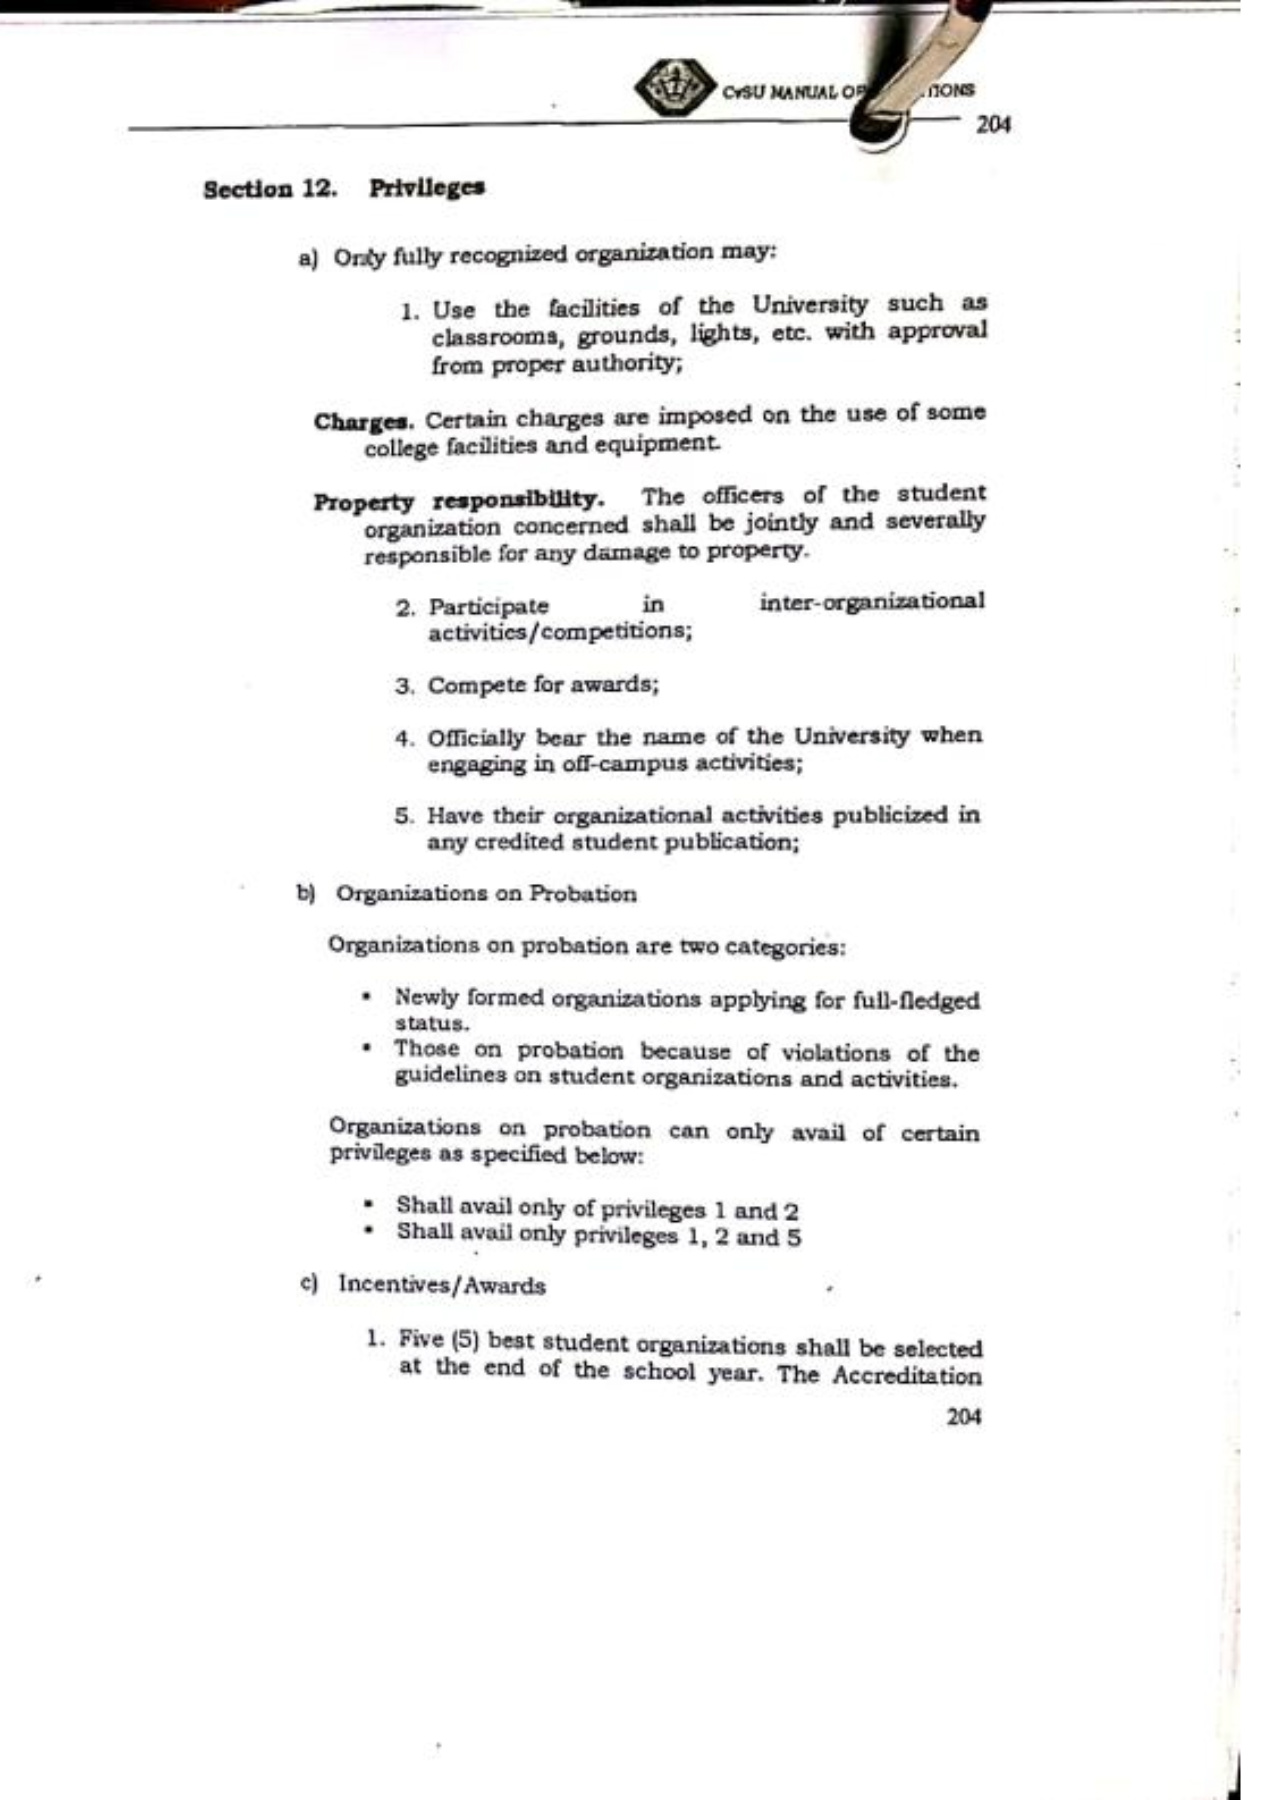 CvSU MANUAL OF TIONS
204
Section 12. Privileges
a) Only fully recognized organization may:
1. Use the facilities of the University such as
classrooms, grounds, lights, etc. with approval
from proper authority;
Charges. Certain charges are imposed on the use of some
college facilities and equipment.
Property responsibility. The officers of the student
organization concerned shall be jointly and severally
responsible for any damage to property.
2. Participate in inter-organizational
activities/competitions;
3. Compete for awards;
4. Officially bear the name of the University when
engaging in off-campus activities;
5. Have their organizational activities publicized in
any credited student publication;
b) Organizations on Probation
Organizations on probation are two categories:
▪ Newly formed organizations applying for full-fledged
status.
▪ Those on probation because of violations of the
guidelines on student organizations and activities.
Organizations on probation can only avail of certain
privileges as specified below:
▪ Shall avail only of privileges 1 and 2
▪ Shall avail only privileges 1, 2 and 5
c) Incentives/Awards
1. Five (5) best student organizations shall be selected
at the end of the school year. The Accreditation
204